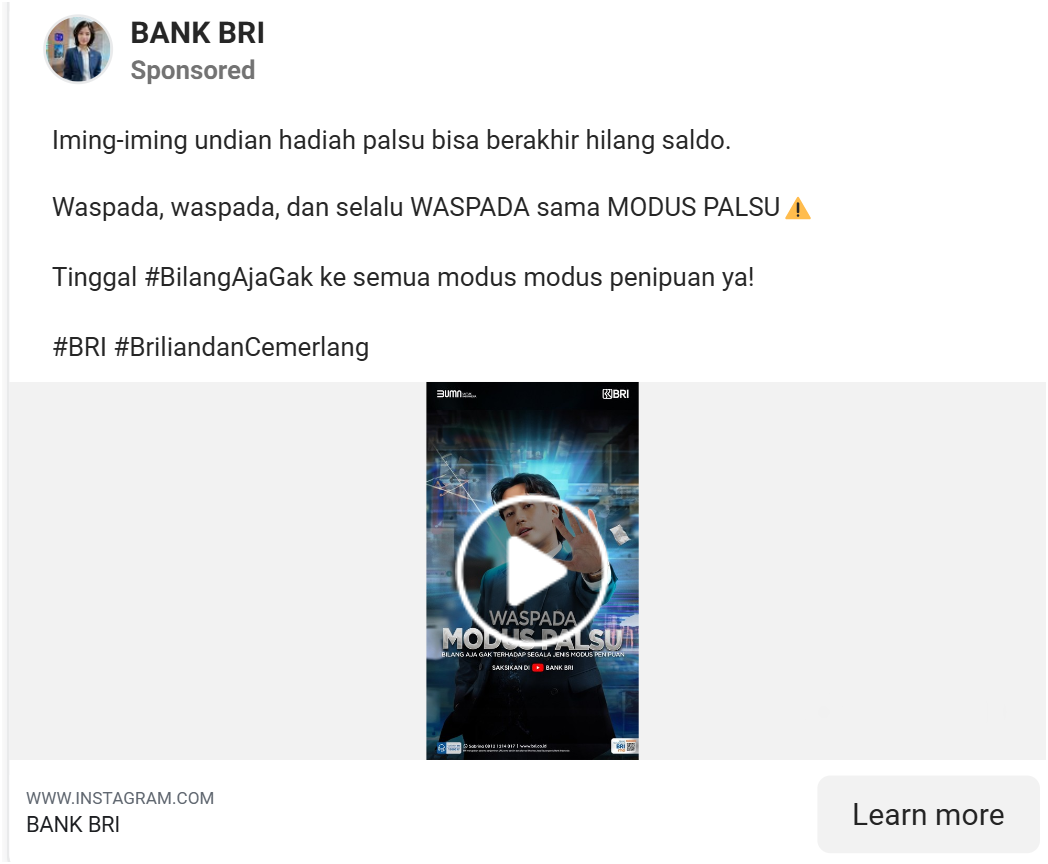 BANK BRI
Sponsored
Iming-iming undian hadiah palsu bisa berakhir hilang saldo.
Waspada, waspada, dan selalu WASPADA sama MODUS PALSU⚠️
Tinggal #BilangAjaGak ke semua modus modus penipuan ya!
#BRI #BriliandanCemerlang
BUMN
BRI
WASPADA
MODUS PALSU
BILANG AJA GAK TERHADAP SEGALA JENIS MODUS PENIPUAN
SAKSIKAN DI BANK BRI
Sabrina 0812 1214 017 | www.bri.co.id
BRI
WWW.INSTAGRAM.COM
BANK BRI
Learn more